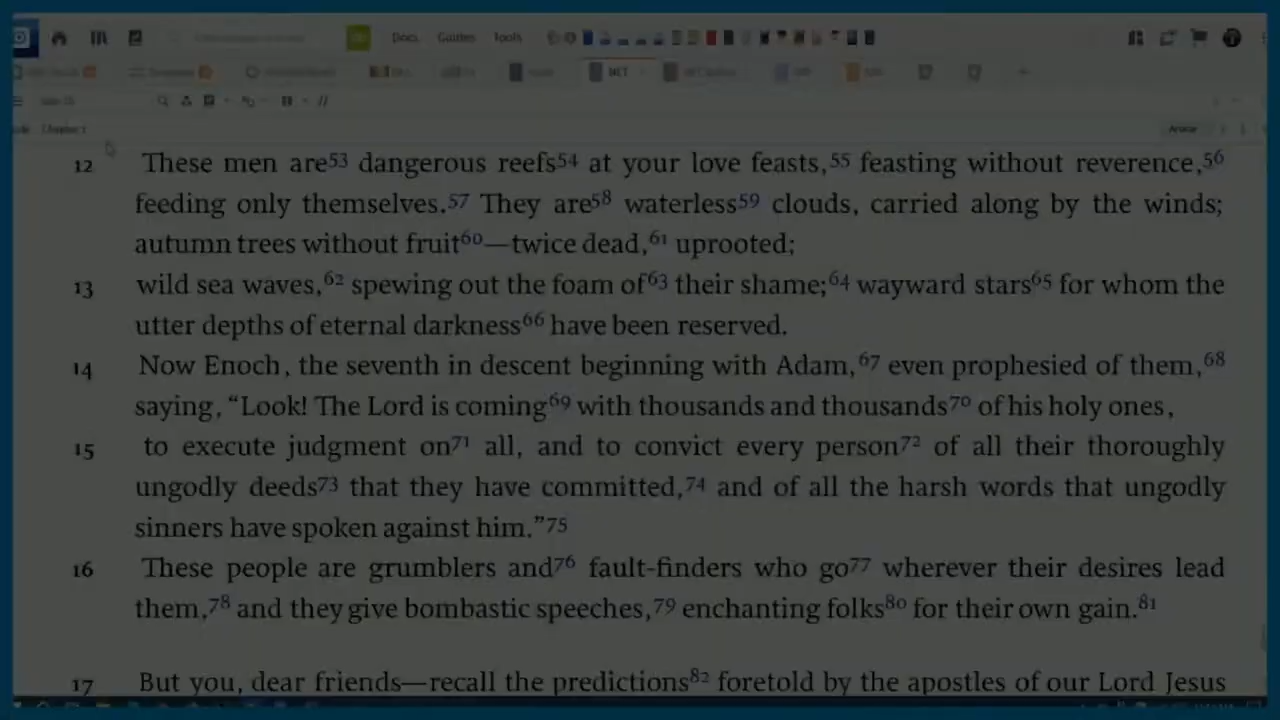 Docs Guides Tools
NET
Chapter 1
12 These men are53 dangerous reefs54 at your love feasts,55 feasting without reverence,56
feeding only themselves.57 They are58 waterless59 clouds, carried along by the winds;
autumn trees without fruit60—twice dead,61 uprooted;
13 wild sea waves,62 spewing out the foam of63 their shame;64 wayward stars65 for whom the
utter depths of eternal darkness66 have been reserved.
14 Now Enoch, the seventh in descent beginning with Adam,67 even prophesied of them,68
saying, “Look! The Lord is coming69 with thousands and thousands70 of his holy ones,
15 to execute judgment on71 all, and to convict every person72 of all their thoroughly
ungodly deeds73 that they have committed,74 and of all the harsh words that ungodly
sinners have spoken against him.”75
16 These people are grumblers and76 fault-finders who go77 wherever their desires lead
them,78 and they give bombastic speeches,79 enchanting folks80 for their own gain.81
17 But you, dear friends—recall the predictions82 foretold by the apostles of our Lord Jesus